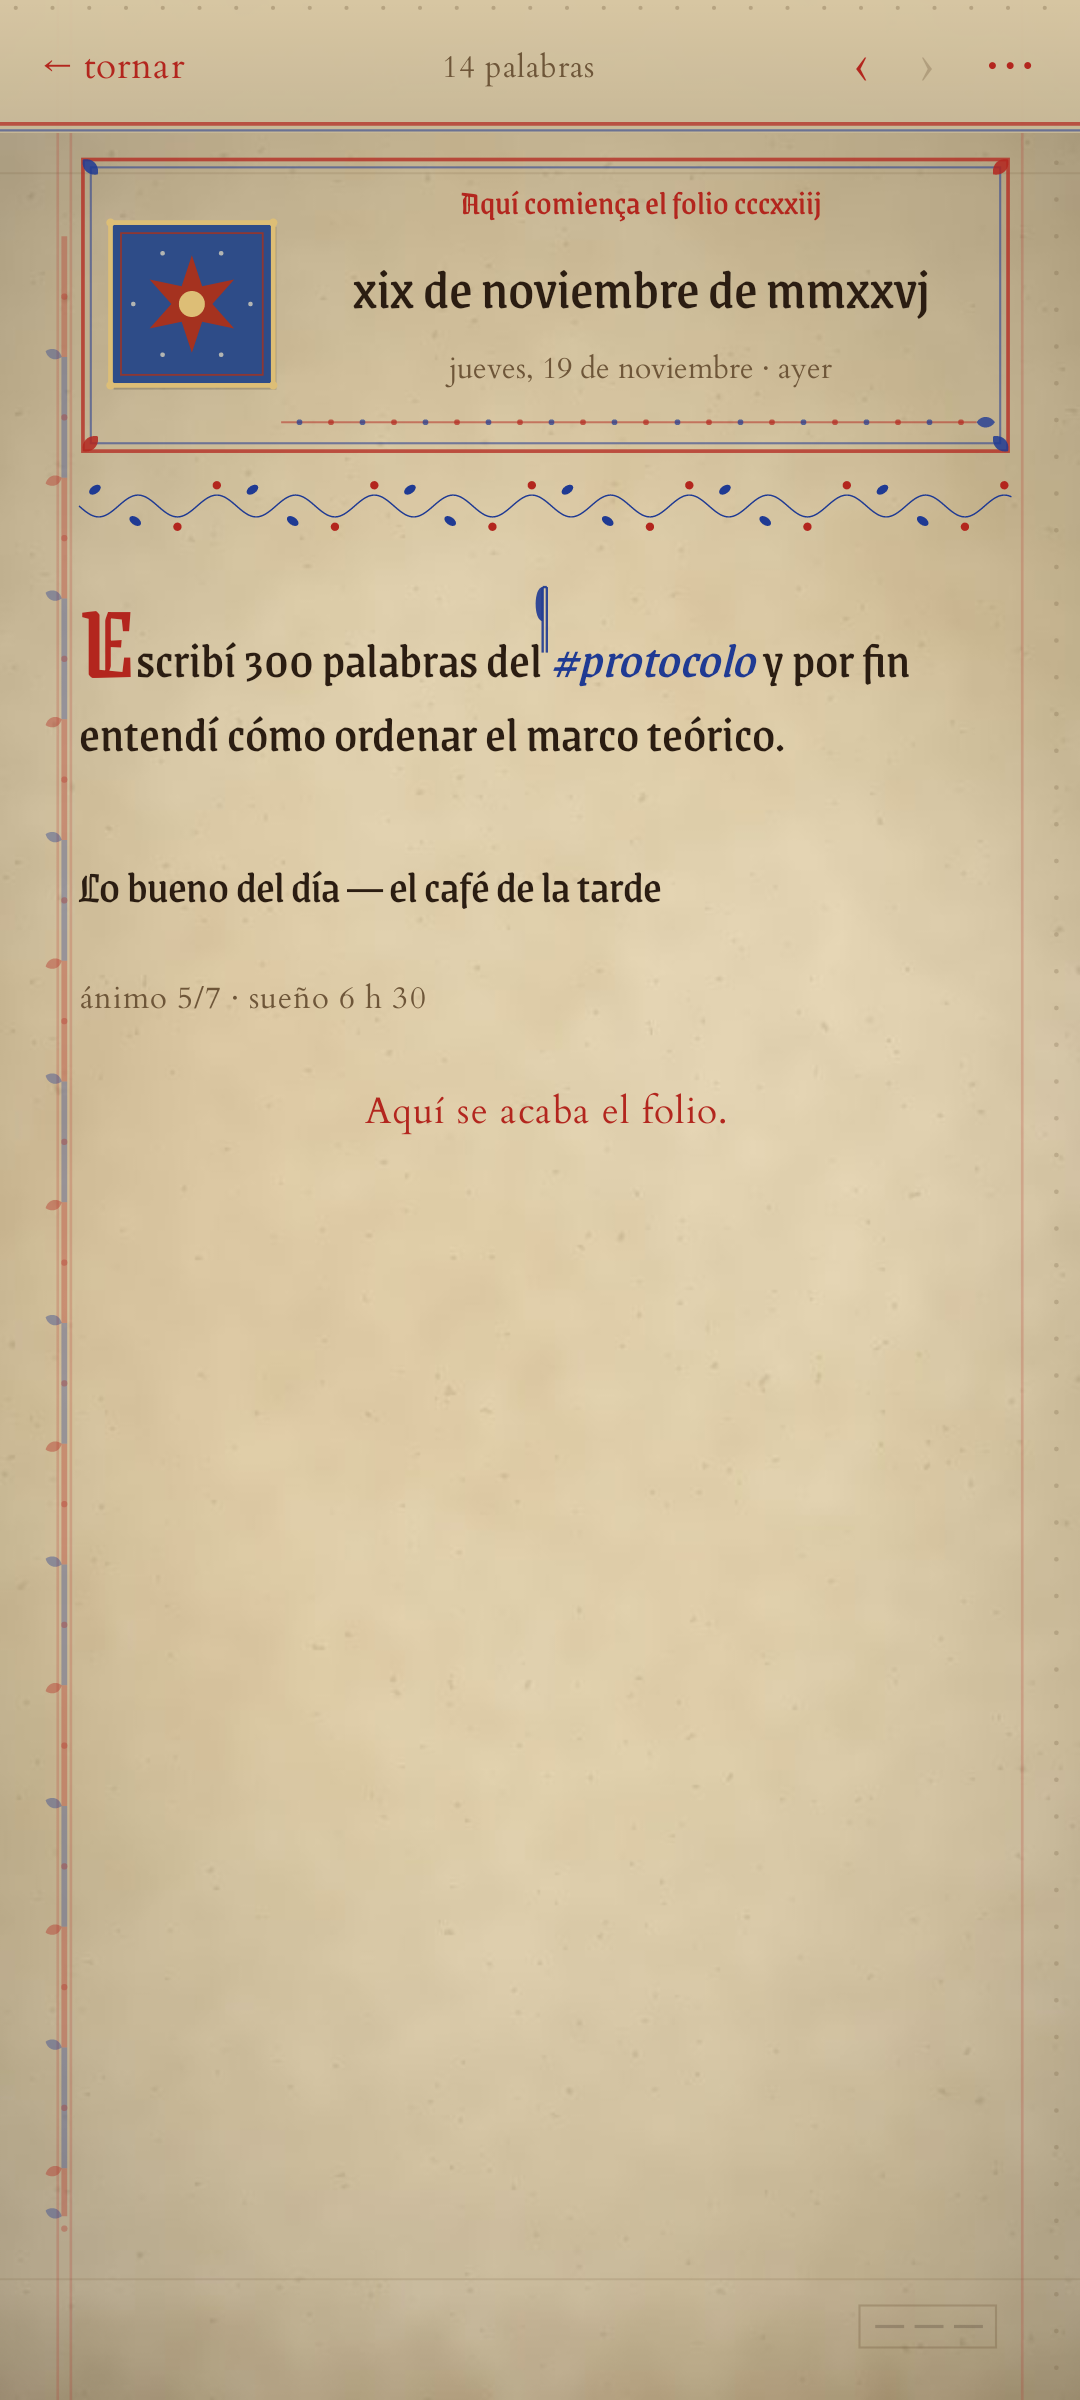 ← tornar 14 palabras ‹ › ···
Aquí comiença el folio cccxxiij
xix de noviembre de mmxxvj
jueves, 19 de noviembre · ayer
Escribí 300 palabras del ¶ #protocolo y por fin
entendí cómo ordenar el marco teórico.
Lo bueno del día — el café de la tarde
ánimo 5/7 · sueño 6 h 30
Aquí se acaba el folio.